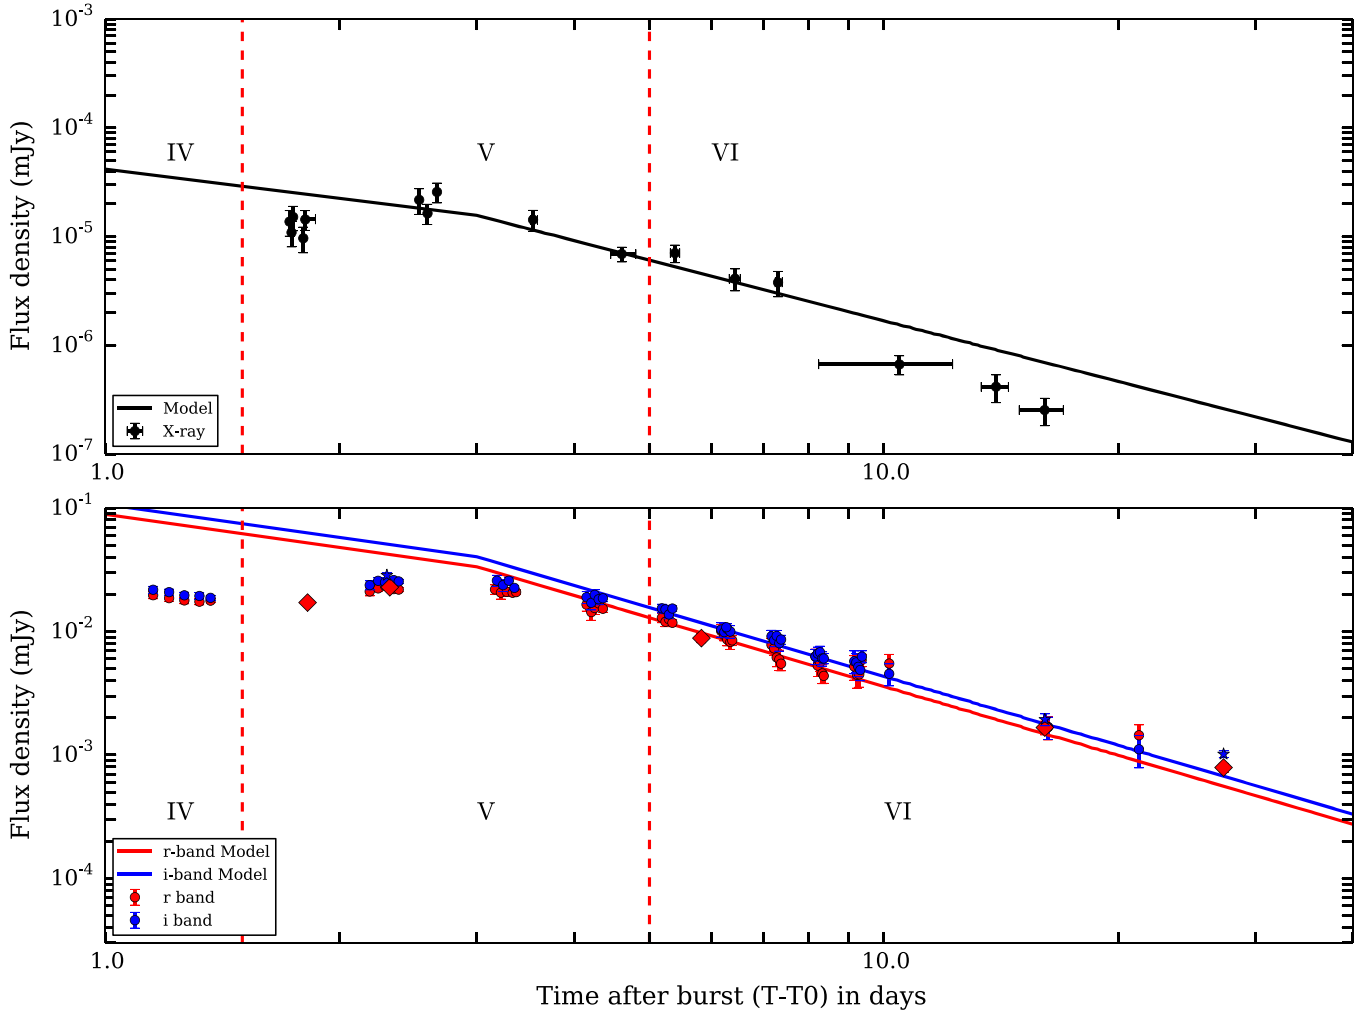 10^-3
10^-4
10^-5
10^-6
10^-7
Flux density (mJy)
IV
V
VI
Model
X-ray
1.0
10.0
10^-1
10^-2
10^-3
10^-4
Flux density (mJy)
IV
V
VI
r-band Model
i-band Model
r band
i band
1.0
10.0
Time after burst (T-T0) in days